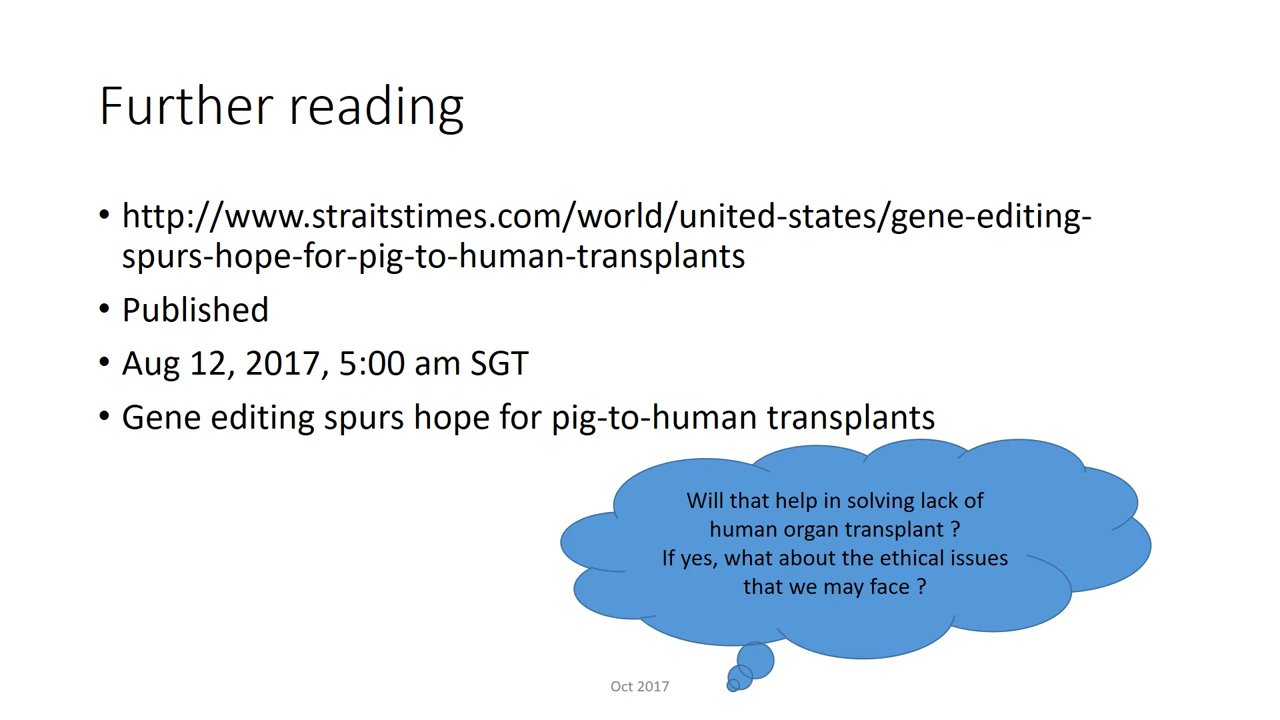 Further reading
• http://www.straitstimes.com/world/united-states/gene-editing-
spurs-hope-for-pig-to-human-transplants
• Published
• Aug 12, 2017, 5:00 am SGT
• Gene editing spurs hope for pig-to-human transplants
Will that help in solving lack of
human organ transplant ?
If yes, what about the ethical issues
that we may face ?
Oct 2017